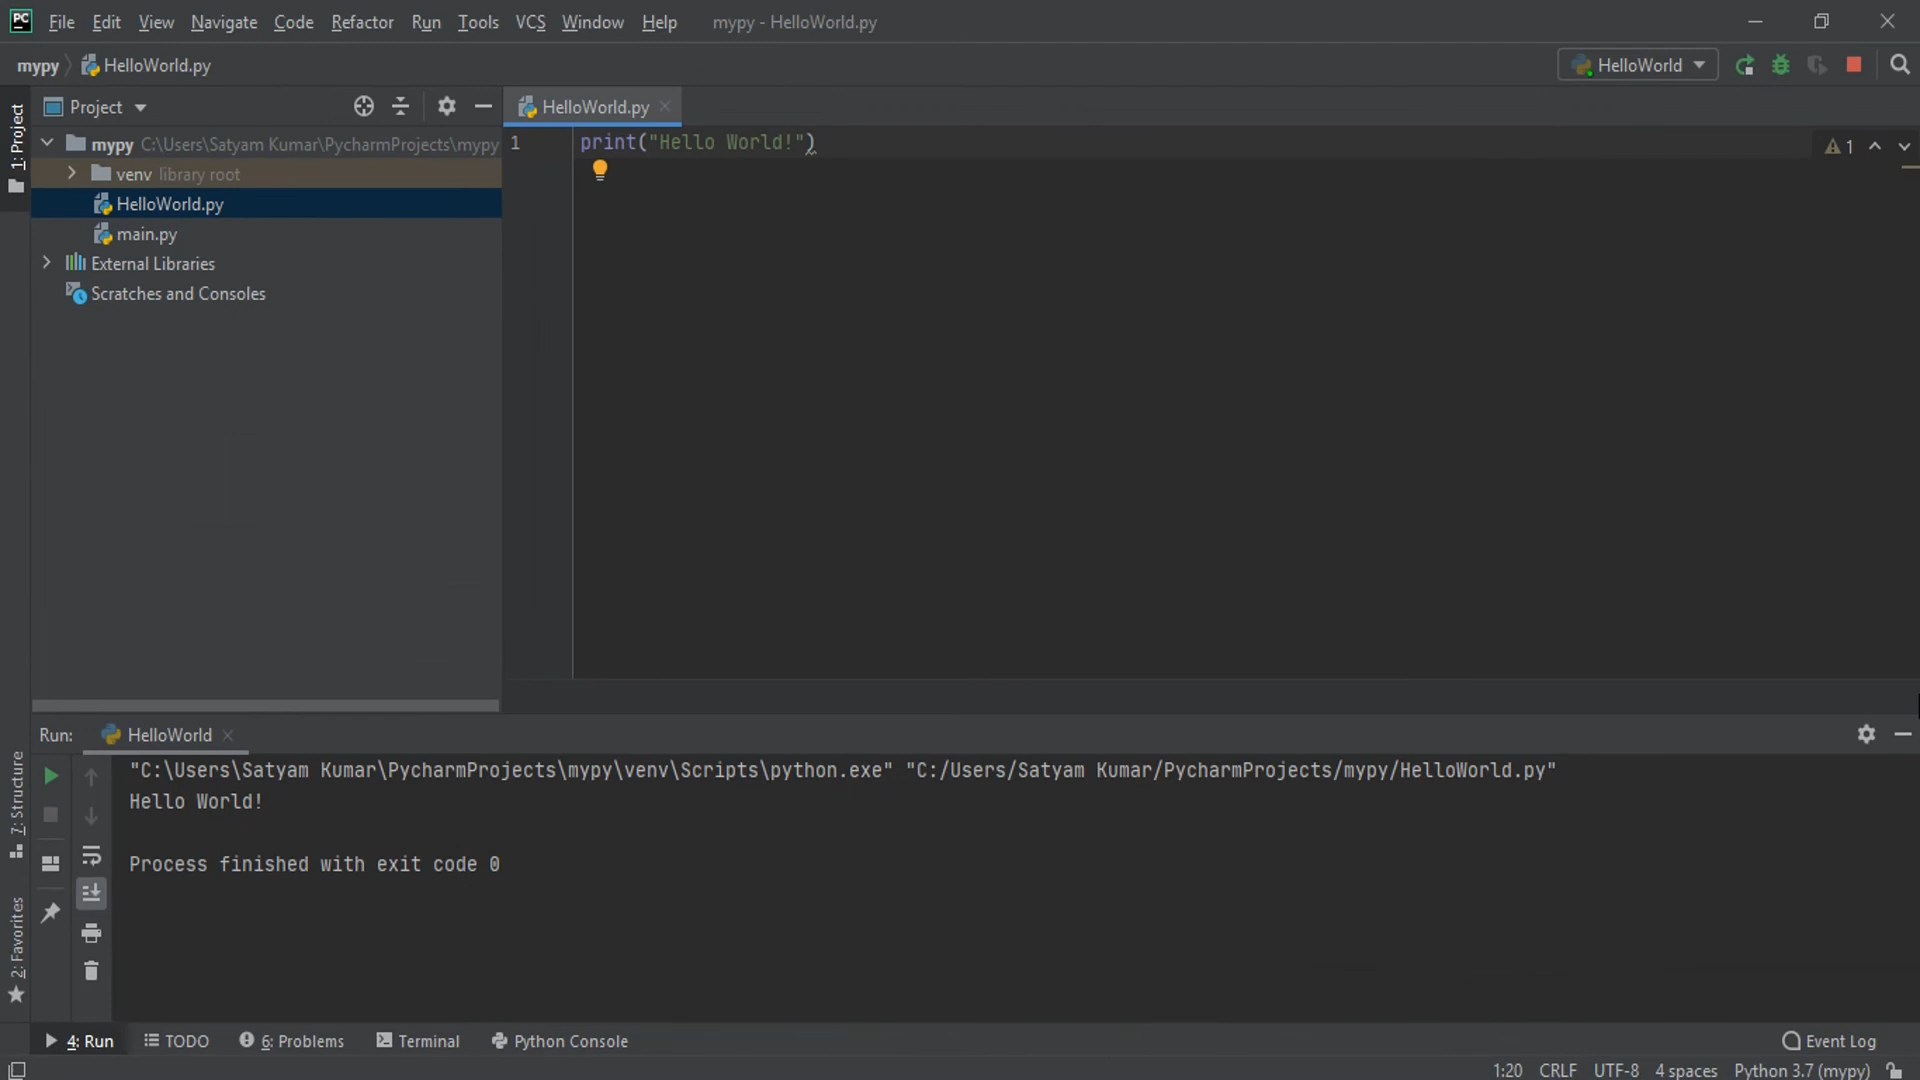 PC File Edit View Navigate Code Refactor Run Tools VCS Window Help mypy - HelloWorld.py
mypy HelloWorld.py HelloWorld
1: Project
Project HelloWorld.py
mypy C:\Users\Satyam Kumar\PycharmProjects\mypy
venv library root
HelloWorld.py
main.py
External Libraries
Scratches and Consoles
1 print("Hello World!") 1
Run: HelloWorld
"C:\Users\Satyam Kumar\PycharmProjects\mypy\venv\Scripts\python.exe" "C:/Users/Satyam Kumar/PycharmProjects/mypy/HelloWorld.py"
Hello World!
Process finished with exit code 0
7: Structure
2: Favorites
4: Run TODO 6: Problems Terminal Python Console Event Log
1:20 CRLF UTF-8 4 spaces Python 3.7 (mypy)